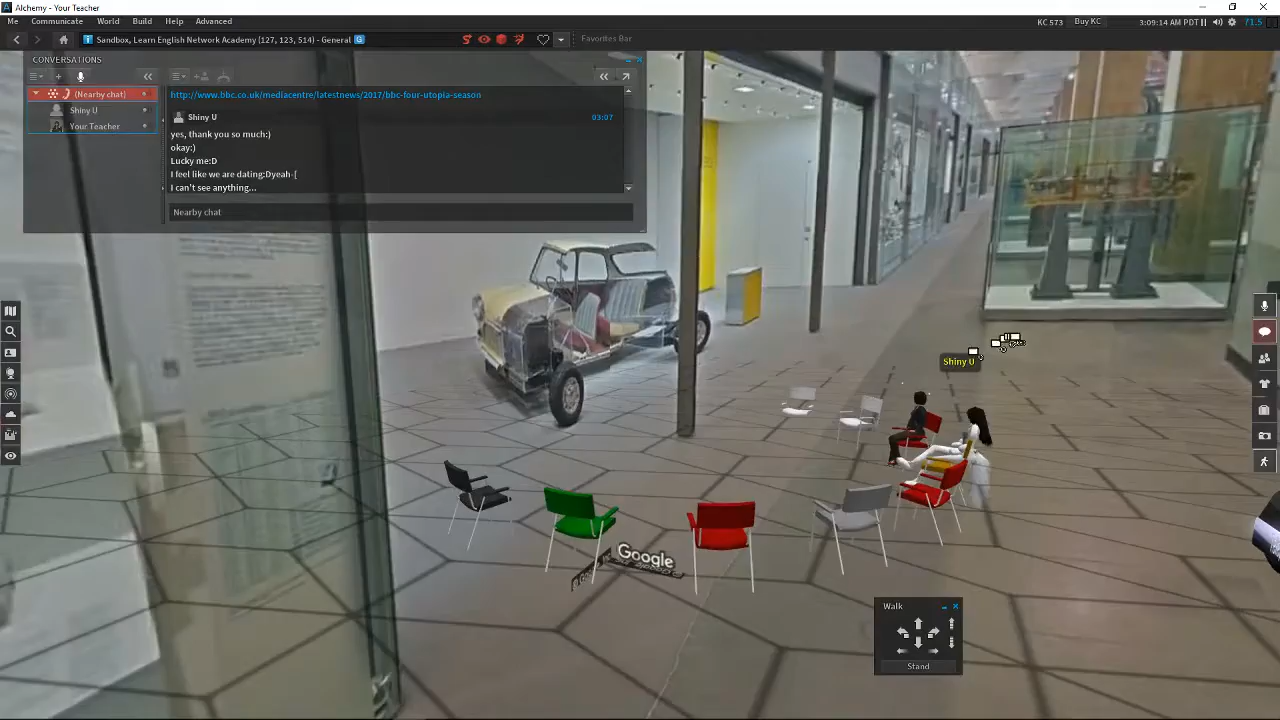 Alchemy - Your Teacher
Me Communicate World Build Help Advanced
KC 573 Buy KC 3:09:14 AM PDT f1.5
Sandbox, Learn English Network Academy (127, 123, 514) - General G
Favorites Bar
CONVERSATIONS
(Nearby chat)
Shiny U
Your Teacher
http://www.bbc.co.uk/mediacentre/latestnews/2017/bbc-four-utopia-season
Shiny U 03:07
yes, thank you so much:)
okay:)
Lucky me:D
I feel like we are dating:Dyeah-[
I can't see anything...
Nearby chat
Shiny U
Google
Walk
Stand